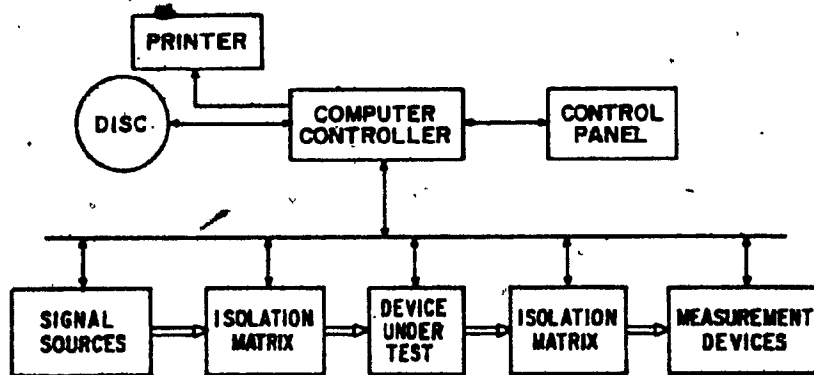 PRINTER
DISC
COMPUTER
CONTROLLER
CONTROL
PANEL
SIGNAL
SOURCES
ISOLATION
MATRIX
DEVICE
UNDER
TEST
ISOLATION
MATRIX
MEASUREMENT
DEVICES